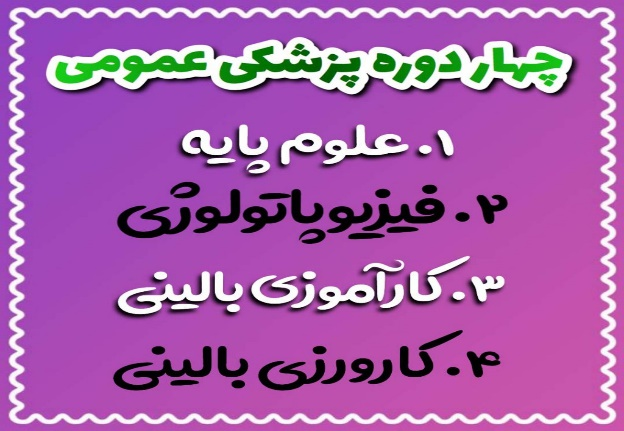 چهار دوره پزشکی عمومی
۱. علوم پایه
۲. فیزیوپاتولوژی
۳. کارآموزی بالینی
۴. کارورزی بالینی